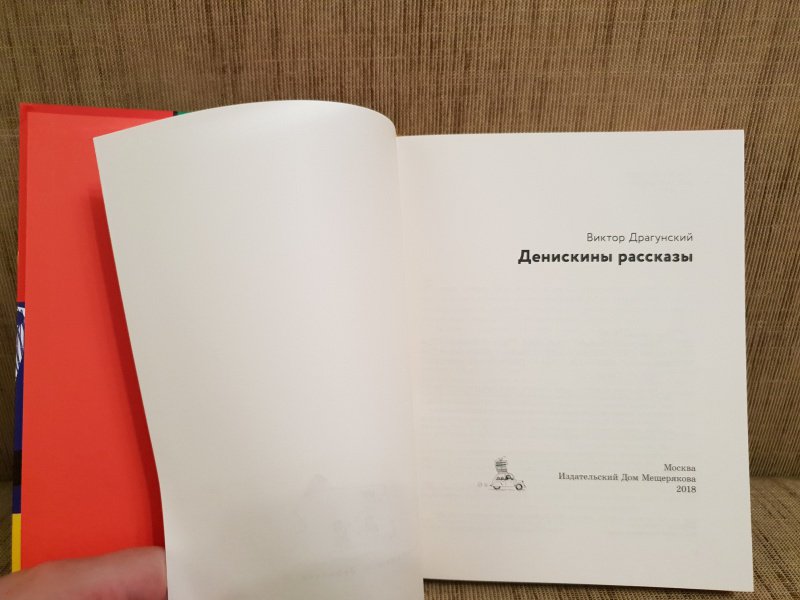 Виктор Драгунский
Денискины рассказы
Москва
Издательский Дом Мещерякова
2018